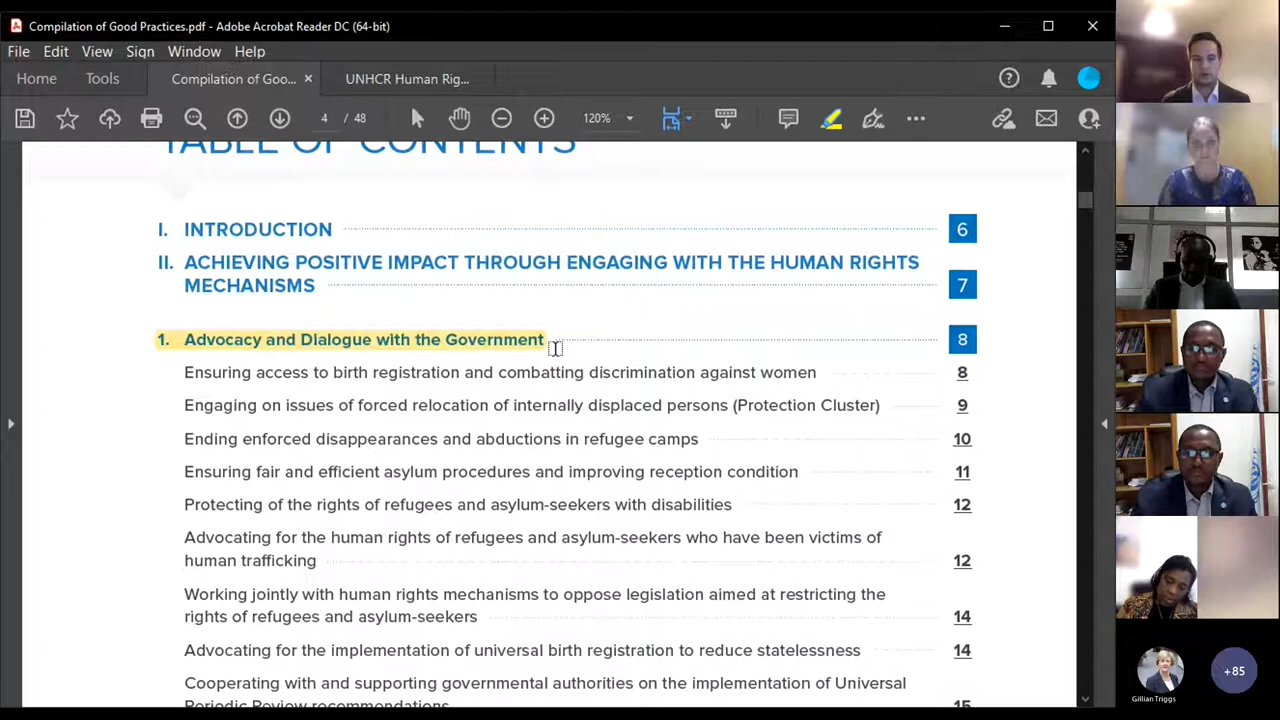 Compilation of Good Practices.pdf - Adobe Acrobat Reader DC (64-bit)
File Edit View Sign Window Help
Home Tools Compilation of Goo... × UNHCR Human Rig...
4 / 48 120%
TABLE OF CONTENTS
I. INTRODUCTION 6
II. ACHIEVING POSITIVE IMPACT THROUGH ENGAGING WITH THE HUMAN RIGHTS
MECHANISMS 7
1. Advocacy and Dialogue with the Government 8
Ensuring access to birth registration and combatting discrimination against women 8
Engaging on issues of forced relocation of internally displaced persons (Protection Cluster) 9
Ending enforced disappearances and abductions in refugee camps 10
Ensuring fair and efficient asylum procedures and improving reception condition 11
Protecting of the rights of refugees and asylum-seekers with disabilities 12
Advocating for the human rights of refugees and asylum-seekers who have been victims of
human trafficking 12
Working jointly with human rights mechanisms to oppose legislation aimed at restricting the
rights of refugees and asylum-seekers 14
Advocating for the implementation of universal birth registration to reduce statelessness 14
Cooperating with and supporting governmental authorities on the implementation of Universal
Periodic Review recommendations 15
Gillian Triggs
+85